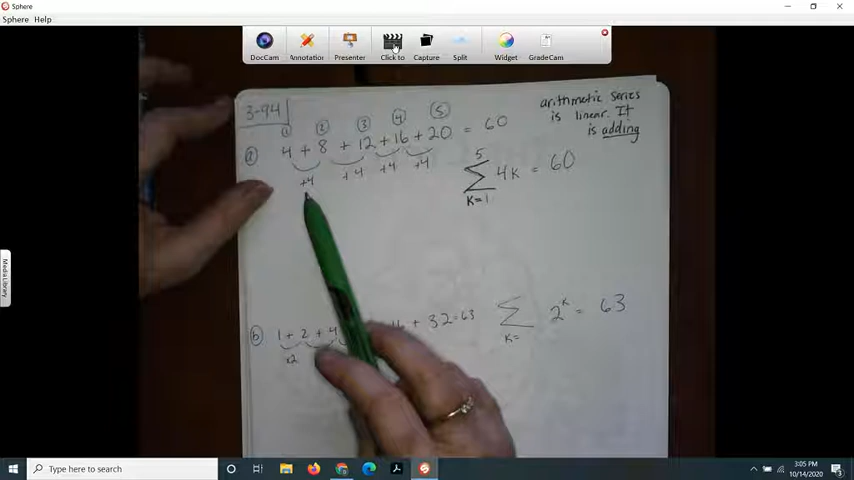 Sphere
Sphere Help
DocCam
Annotation
Presenter
Click to
Capture
Split
Widget
GradeCam
Media Library
3-94
arithmetic series
is linear. It
is adding
① ② ③ ④ ⑤
ⓐ 4 + 8 + 12 + 16 + 20 = 60
+4 +4 +4 +4
5
∑ 4k = 60
k=1
ⓑ 1 + 2 + 4 16 + 32 = 63
x2
∑ 2^k = 63
k=
Type here to search
3:05 PM
10/14/2020
3